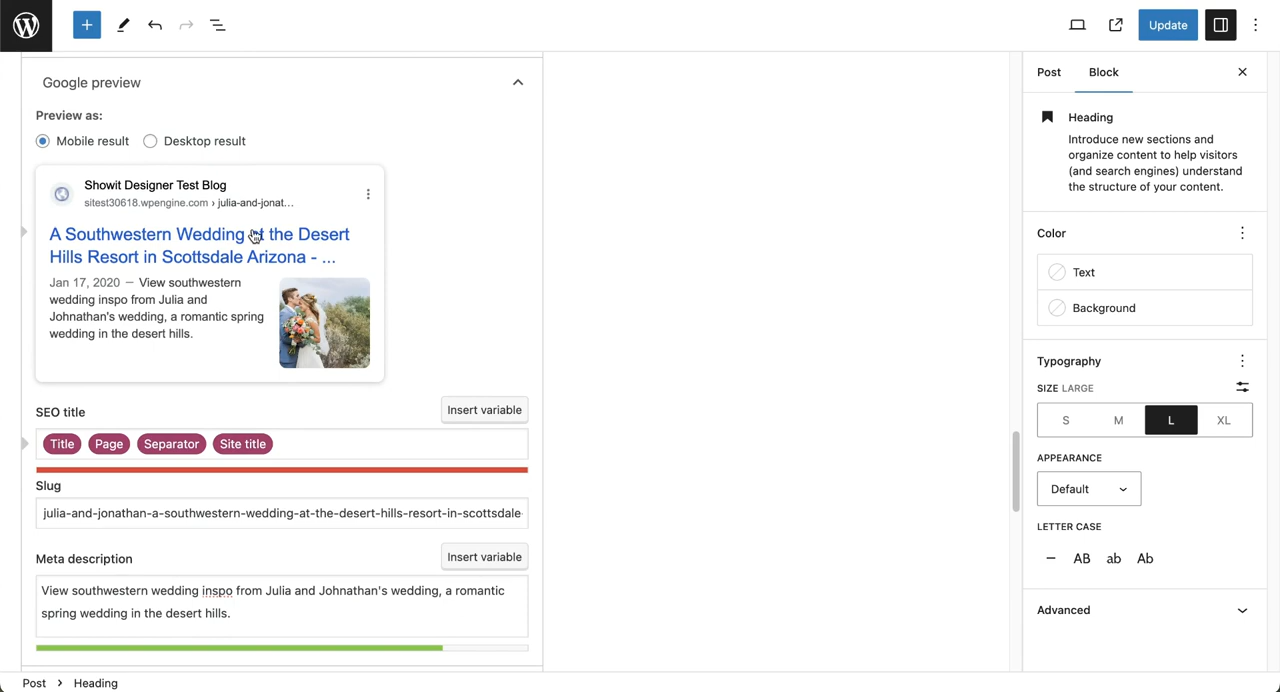 Update
Google preview
Preview as:
Mobile result
Desktop result
Showit Designer Test Blog
sitest30618.wpengine.com › julia-and-jonat...
A Southwestern Wedding at the Desert
Hills Resort in Scottsdale Arizona - ...
Jan 17, 2020 – View southwestern
wedding inspo from Julia and
Johnathan's wedding, a romantic spring
wedding in the desert hills.
SEO title
Insert variable
Title
Page
Separator
Site title
Slug
julia-and-jonathan-a-southwestern-wedding-at-the-desert-hills-resort-in-scottsdale-
Meta description
Insert variable
View southwestern wedding inspo from Julia and Johnathan's wedding, a romantic
spring wedding in the desert hills.
Post
Block
Heading
Introduce new sections and
organize content to help visitors
(and search engines) understand
the structure of your content.
Color
Text
Background
Typography
SIZE LARGE
S
M
L
XL
APPEARANCE
Default
LETTER CASE
–
AB
ab
Ab
Advanced
Post › Heading